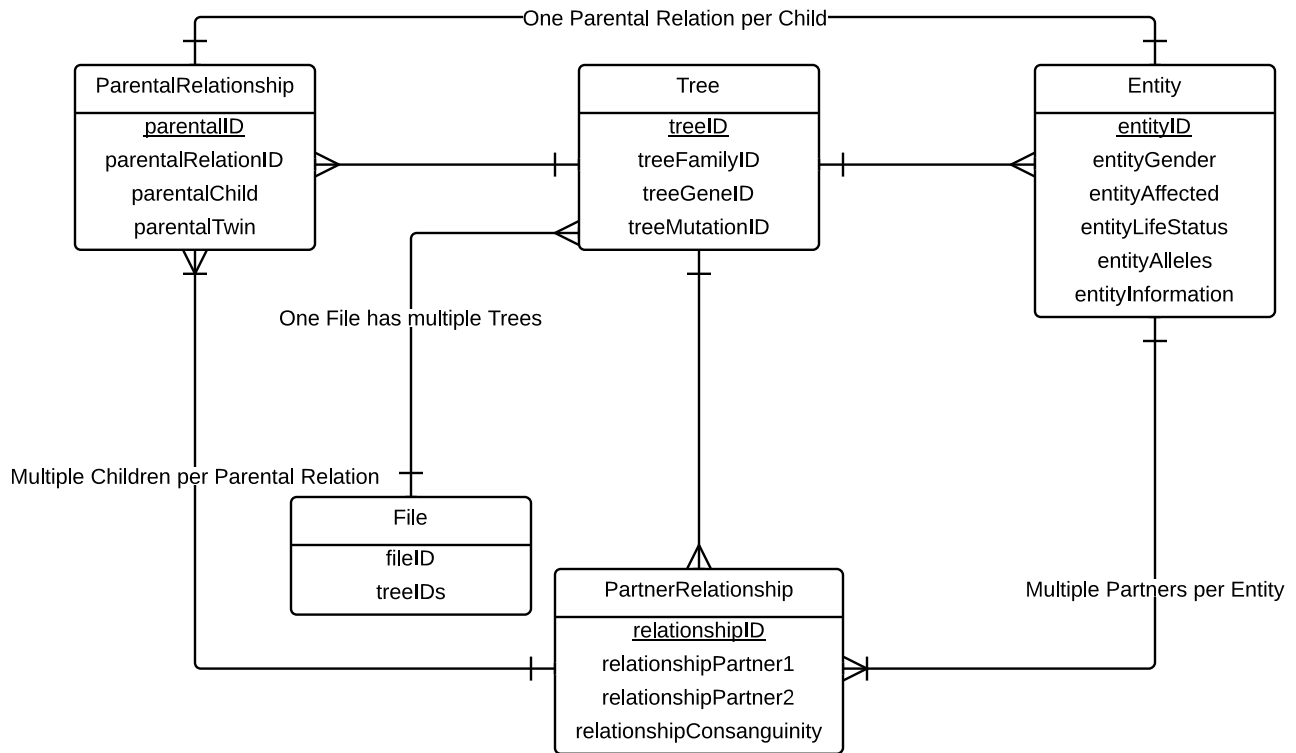 One Parental Relation per Child
ParentalRelationship
parentalID
parentalRelationID
parentalChild
parentalTwin
Tree
treeID
treeFamilyID
treeGeneID
treeMutationID
Entity
entityID
entityGender
entityAffected
entityLifeStatus
entityAlleles
entityInformation
One File has multiple Trees
Multiple Children per Parental Relation
File
fileID
treeIDs
PartnerRelationship
relationshipID
relationshipPartner1
relationshipPartner2
relationshipConsanguinity
Multiple Partners per Entity